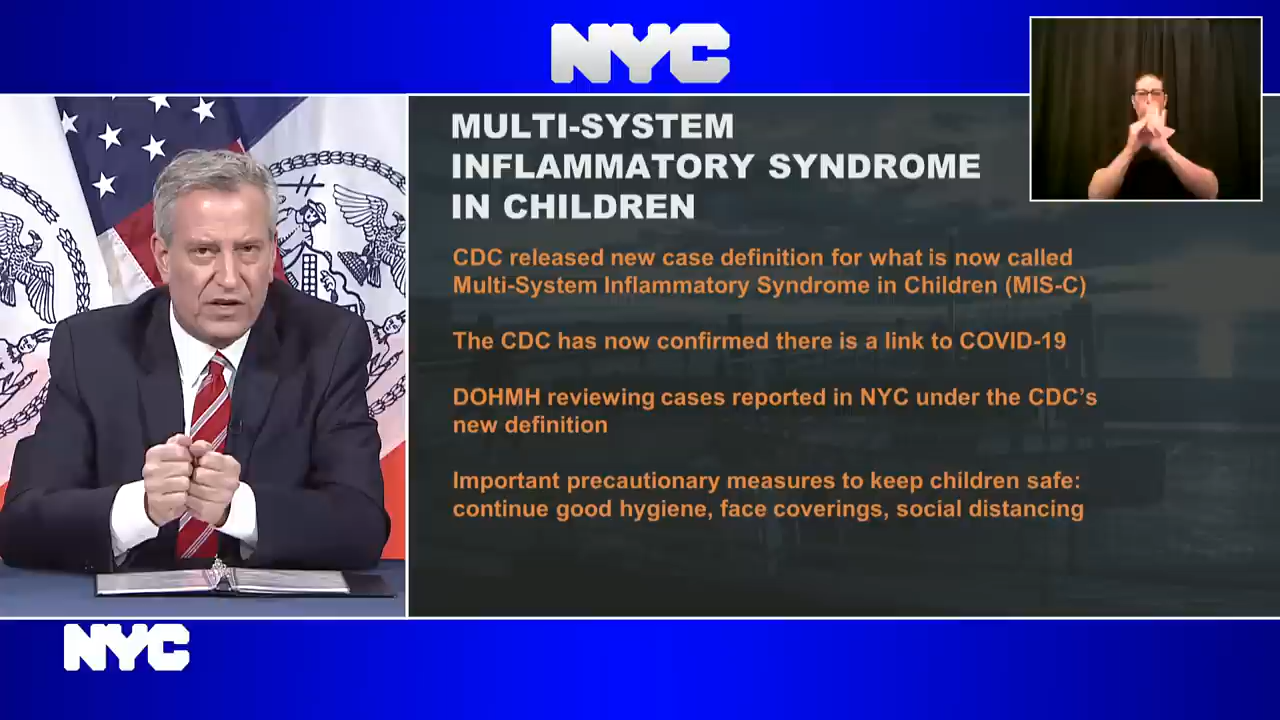 NYC
MULTI-SYSTEM
INFLAMMATORY SYNDROME
IN CHILDREN
CDC released new case definition for what is now called
Multi-System Inflammatory Syndrome in Children (MIS-C)
The CDC has now confirmed there is a link to COVID-19
DOHMH reviewing cases reported in NYC under the CDC’s
new definition
Important precautionary measures to keep children safe:
continue good hygiene, face coverings, social distancing
NYC